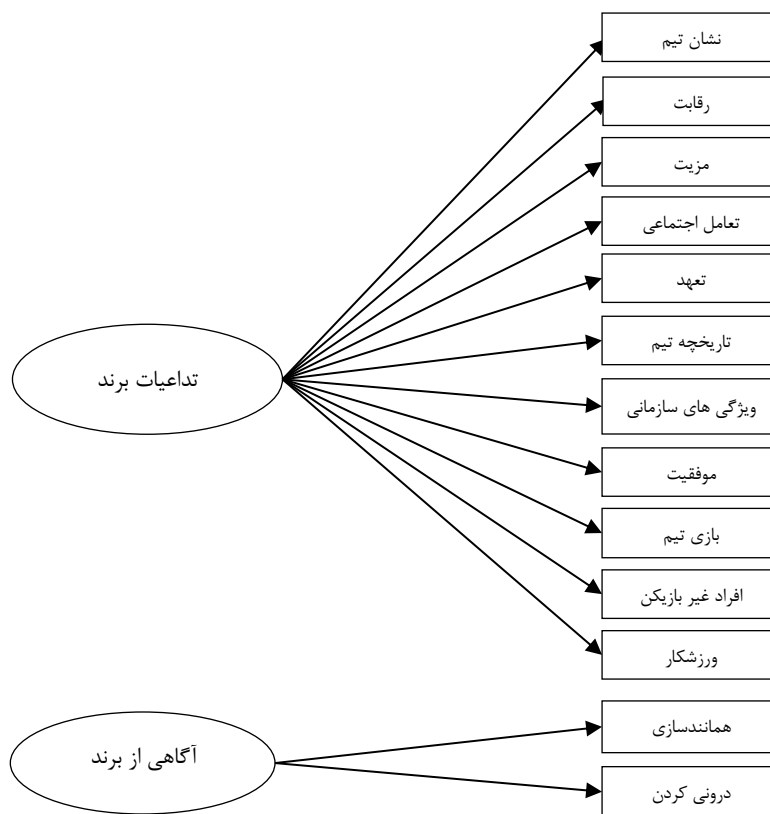 نشان تیم
رقابت
مزیت
تعامل اجتماعی
تعهد
تاریخچه تیم
تداعیات برند
ویژگی های سازمانی
موفقیت
بازی تیم
افراد غیر بازیکن
ورزشکار
همانندسازی
آگاهی از برند
درونی کردن